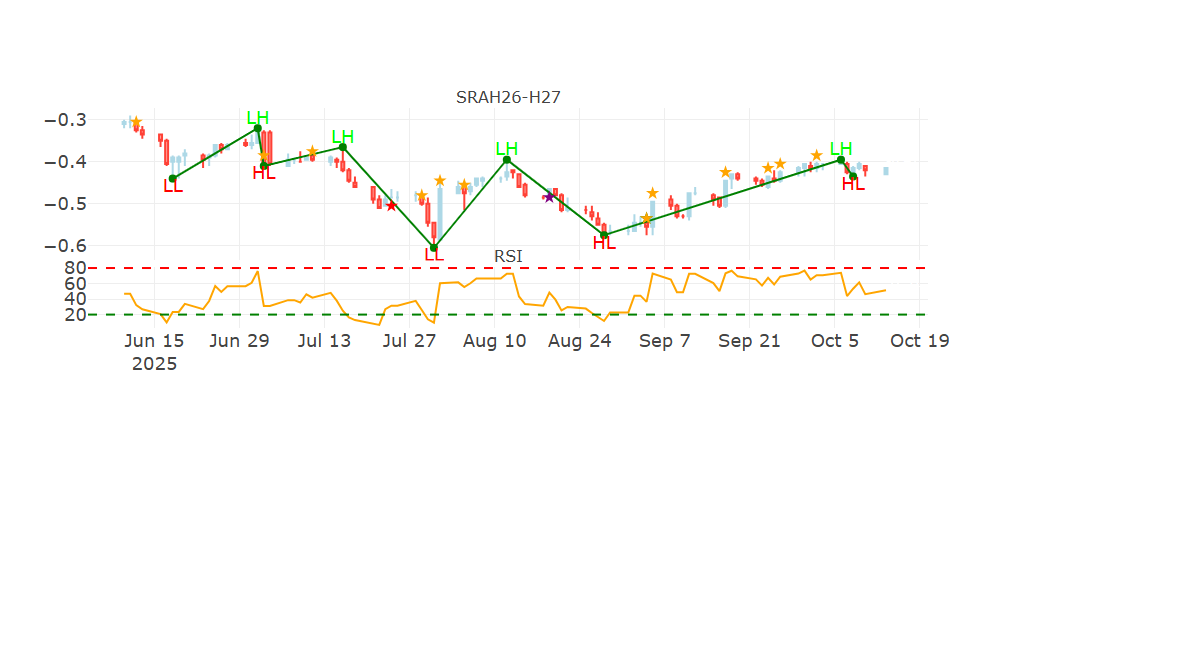 SRAH26-H27
−0.3
−0.4
−0.5
−0.6
LL
LH
HL
LH
LL
LH
HL
LH
HL
RSI
80
60
40
20
Jun 15
2025
Jun 29
Jul 13
Jul 27
Aug 10
Aug 24
Sep 7
Sep 21
Oct 5
Oct 19